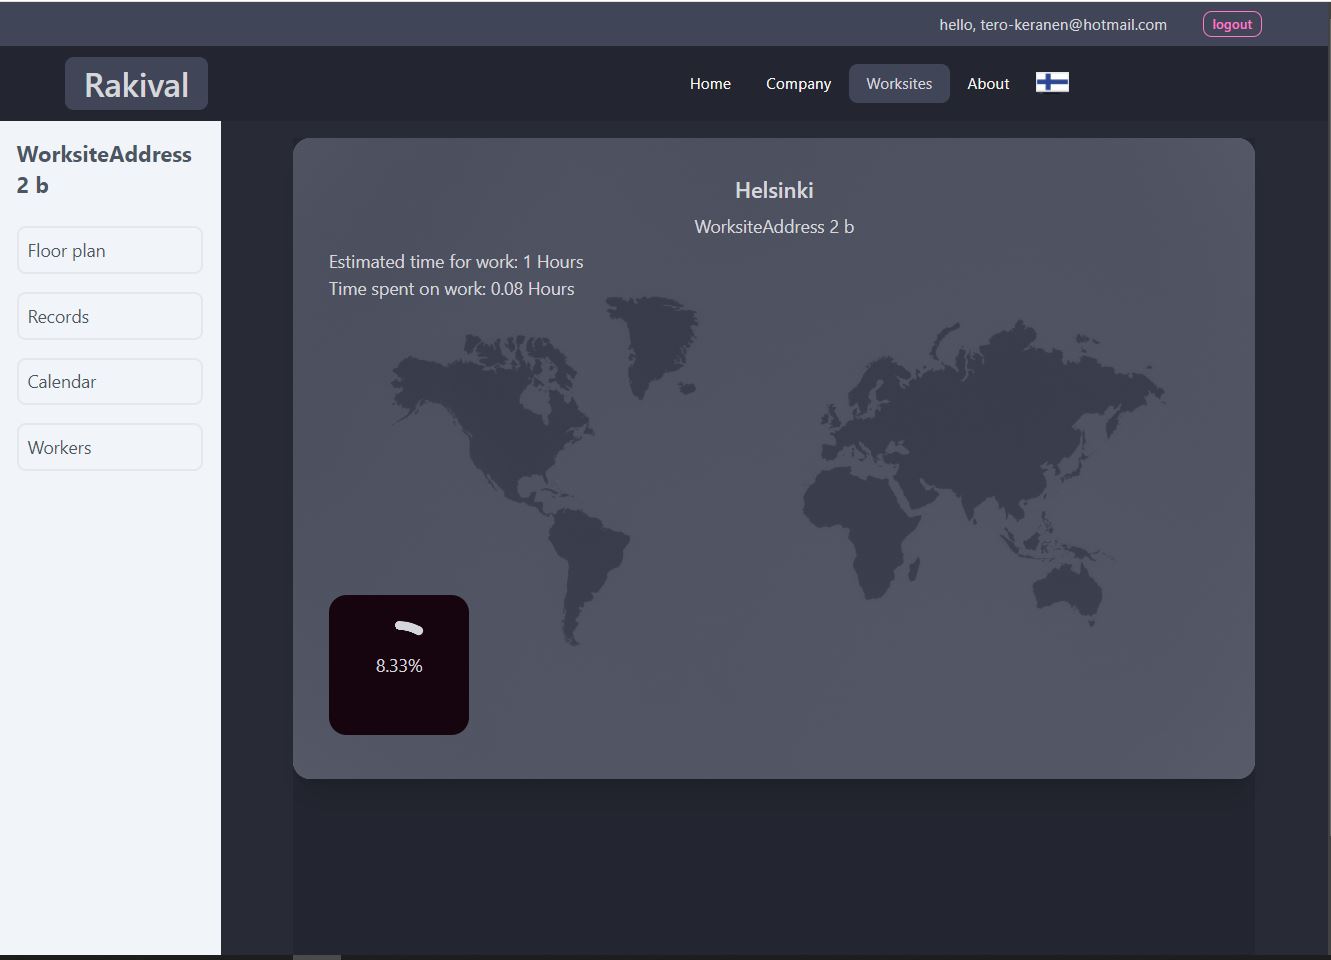 hello, tero-keranen@hotmail.com
logout
Rakival
Home
Company
Worksites
About
WorksiteAddress
2 b
Floor plan
Records
Calendar
Workers
Helsinki
WorksiteAddress 2 b
Estimated time for work: 1 Hours
Time spent on work: 0.08 Hours
8.33%